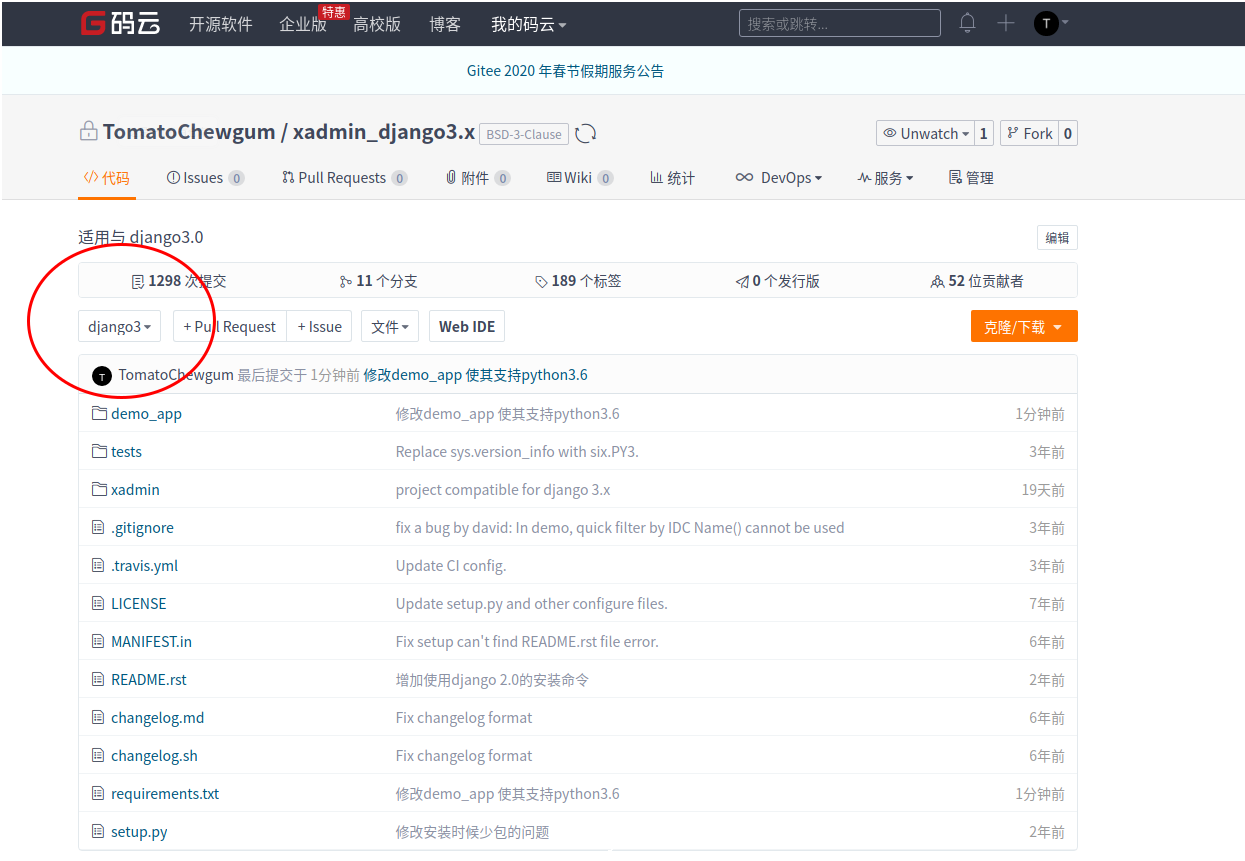 码云 开源软件 企业版 特惠 高校版 博客 我的码云 搜索或跳转... T
Gitee 2020 年春节假期服务公告
TomatoChewgum / xadmin_django3.x BSD-3-Clause Unwatch 1 Fork 0
代码 Issues 0 Pull Requests 0 附件 0 Wiki 0 统计 DevOps 服务 管理
适用与 django3.0 编辑
1298 次提交 11 个分支 189 个标签 0 个发行版 52 位贡献者
django3 + Pull Request + Issue 文件 Web IDE 克隆/下载
T TomatoChewgum 最后提交于 1分钟前 修改demo_app 使其支持python3.6
demo_app 修改demo_app 使其支持python3.6 1分钟前
tests Replace sys.version_info with six.PY3. 3年前
xadmin project compatible for django 3.x 19天前
.gitignore fix a bug by david: In demo, quick filter by IDC Name() cannot be used 3年前
.travis.yml Update CI config. 3年前
LICENSE Update setup.py and other configure files. 7年前
MANIFEST.in Fix setup can't find README.rst file error. 6年前
README.rst 增加使用django 2.0的安装命令 2年前
changelog.md Fix changelog format 6年前
changelog.sh Fix changelog format 6年前
requirements.txt 修改demo_app 使其支持python3.6 1分钟前
setup.py 修改安装时候少包的问题 2年前